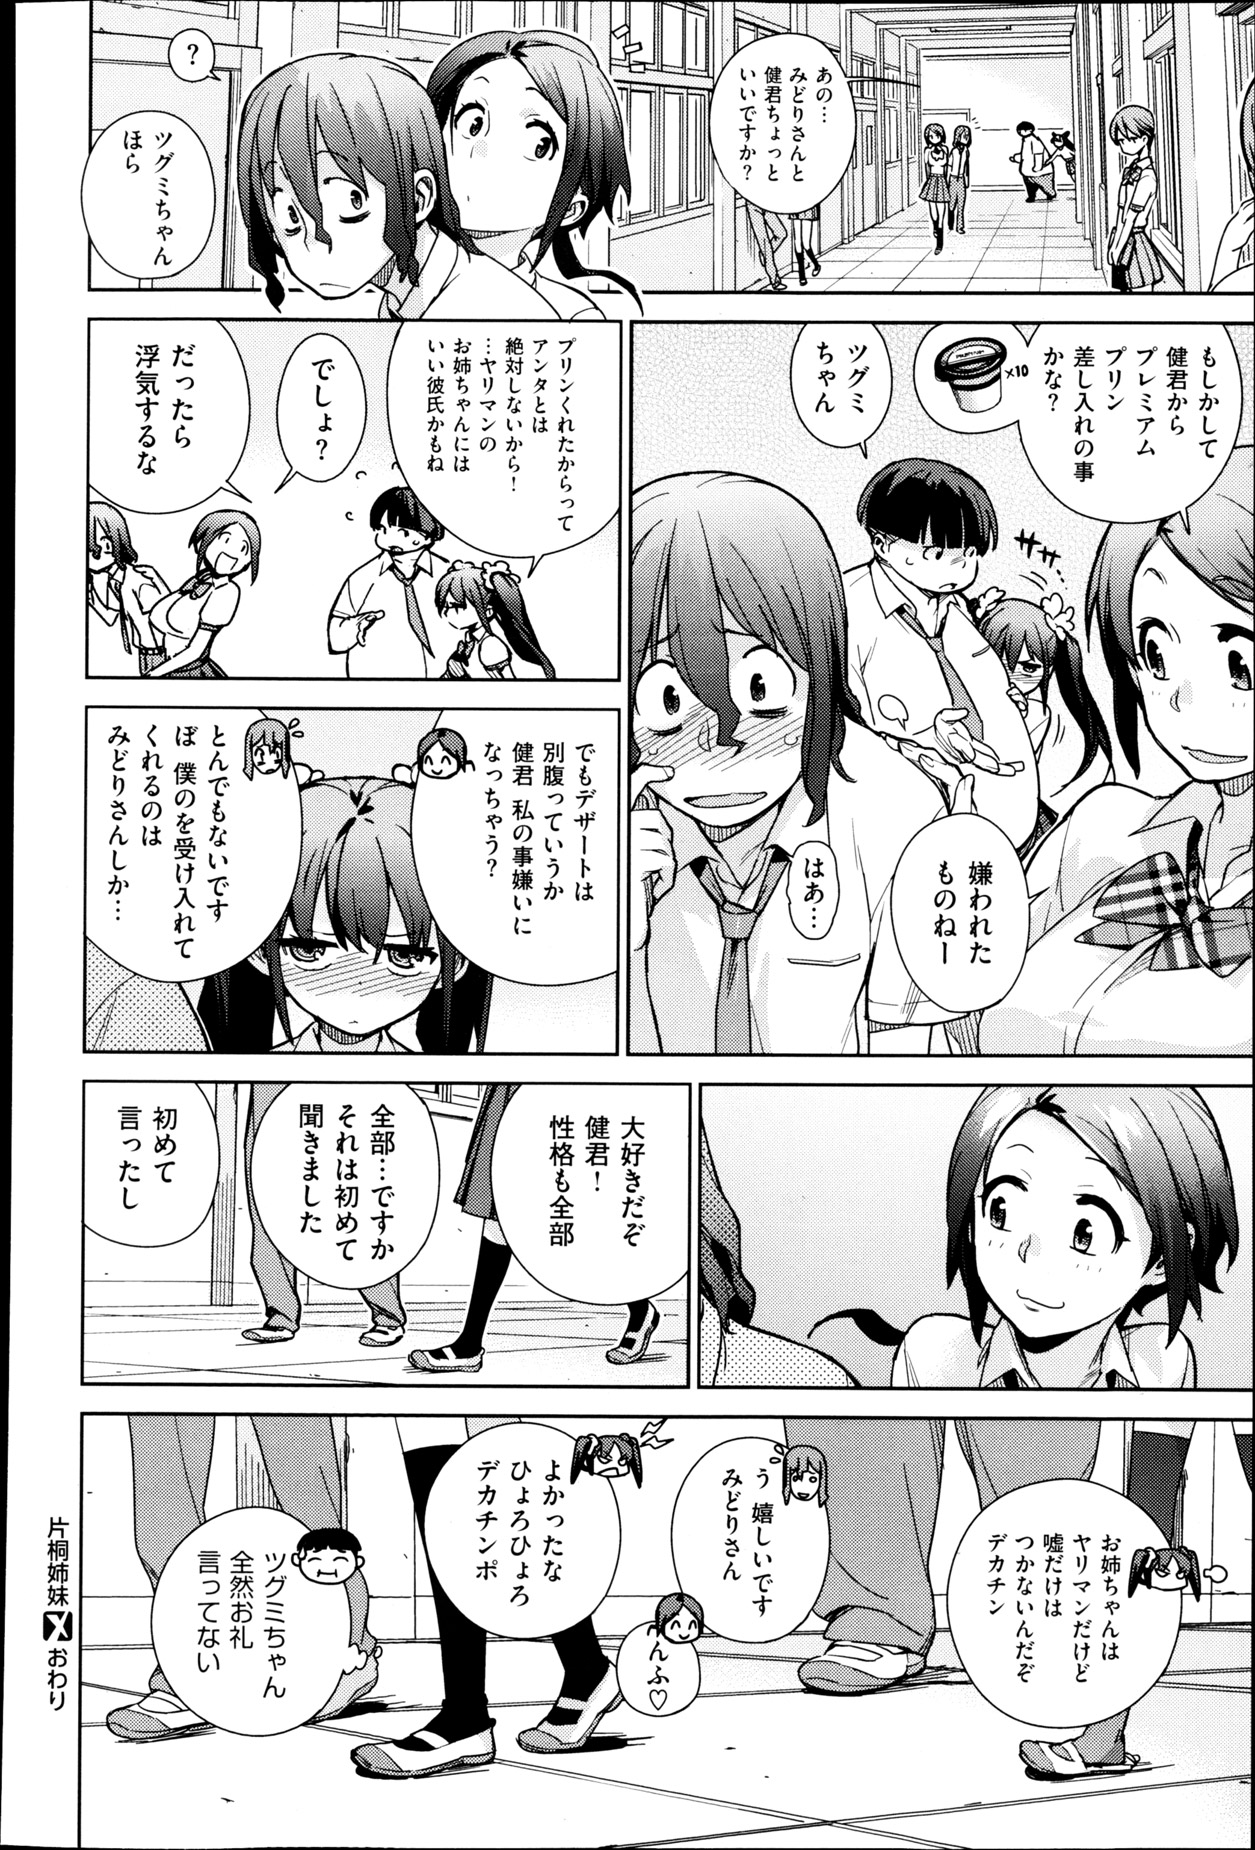 あの…
みどりさんと
健君ちょっと
いいですか？
？
ツグミちゃん
ほら
もしかして
健君から
プレミアム
プリン
差し入れの事
かな？
×10
ツグミ
ちゃん
サササ…
嫌われた
ものねー
はぁ…
プリンくれたからって
アンタとは
絶対しないから！
…ヤリマンの
お姉ちゃんには
いい彼氏かもね
でしょ？
だったら
浮気するな
でもデザートは
別腹っていうか
健君 私の事嫌いに
なっちゃう？
とんでもないです
ぼ 僕のを受け入れて
くれるのは
みどりさんしか…
大好きだぞ
健君！
性格も全部
全部…ですか
それは初めて
聞きました
初めて
言ったし
お姉ちゃんは
ヤリマンだけど
嘘だけは
つかないんだぞ
デカチン
う 嬉しいです
みどりさん
んふ♡
よかったな
ひょろひょろ
デカチンポ
ツグミちゃん
全然お礼
言ってない
片桐姉妹X おわり